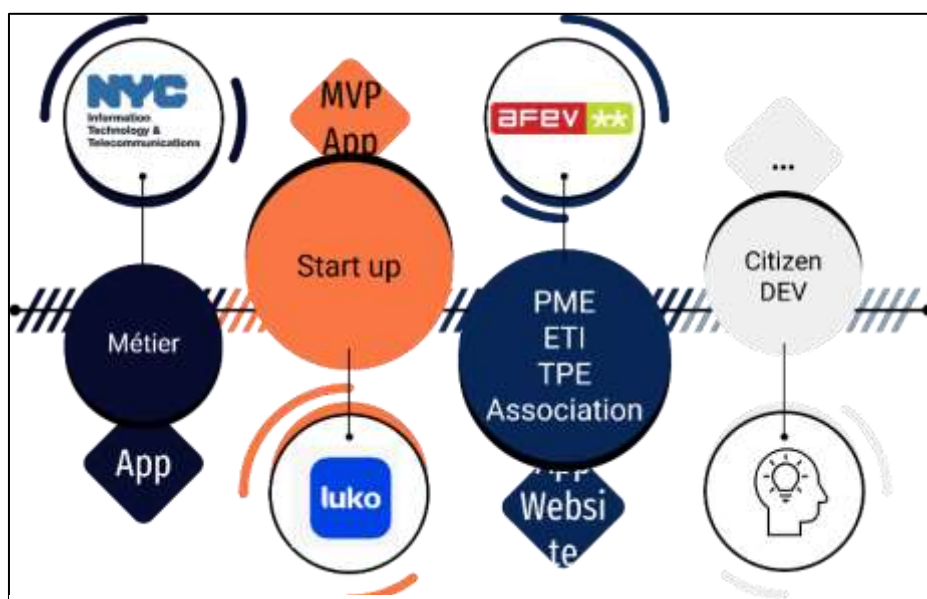 NYC
Information
Technology &
Telecommunications
Métier
App
MVP
App
Start up
luko
afev **
PME
ETI
TPE
Association
App
Websi
te
...
Citizen
DEV